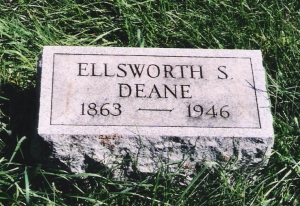 ELLSWORTH S.
DEANE
1863 — 1946